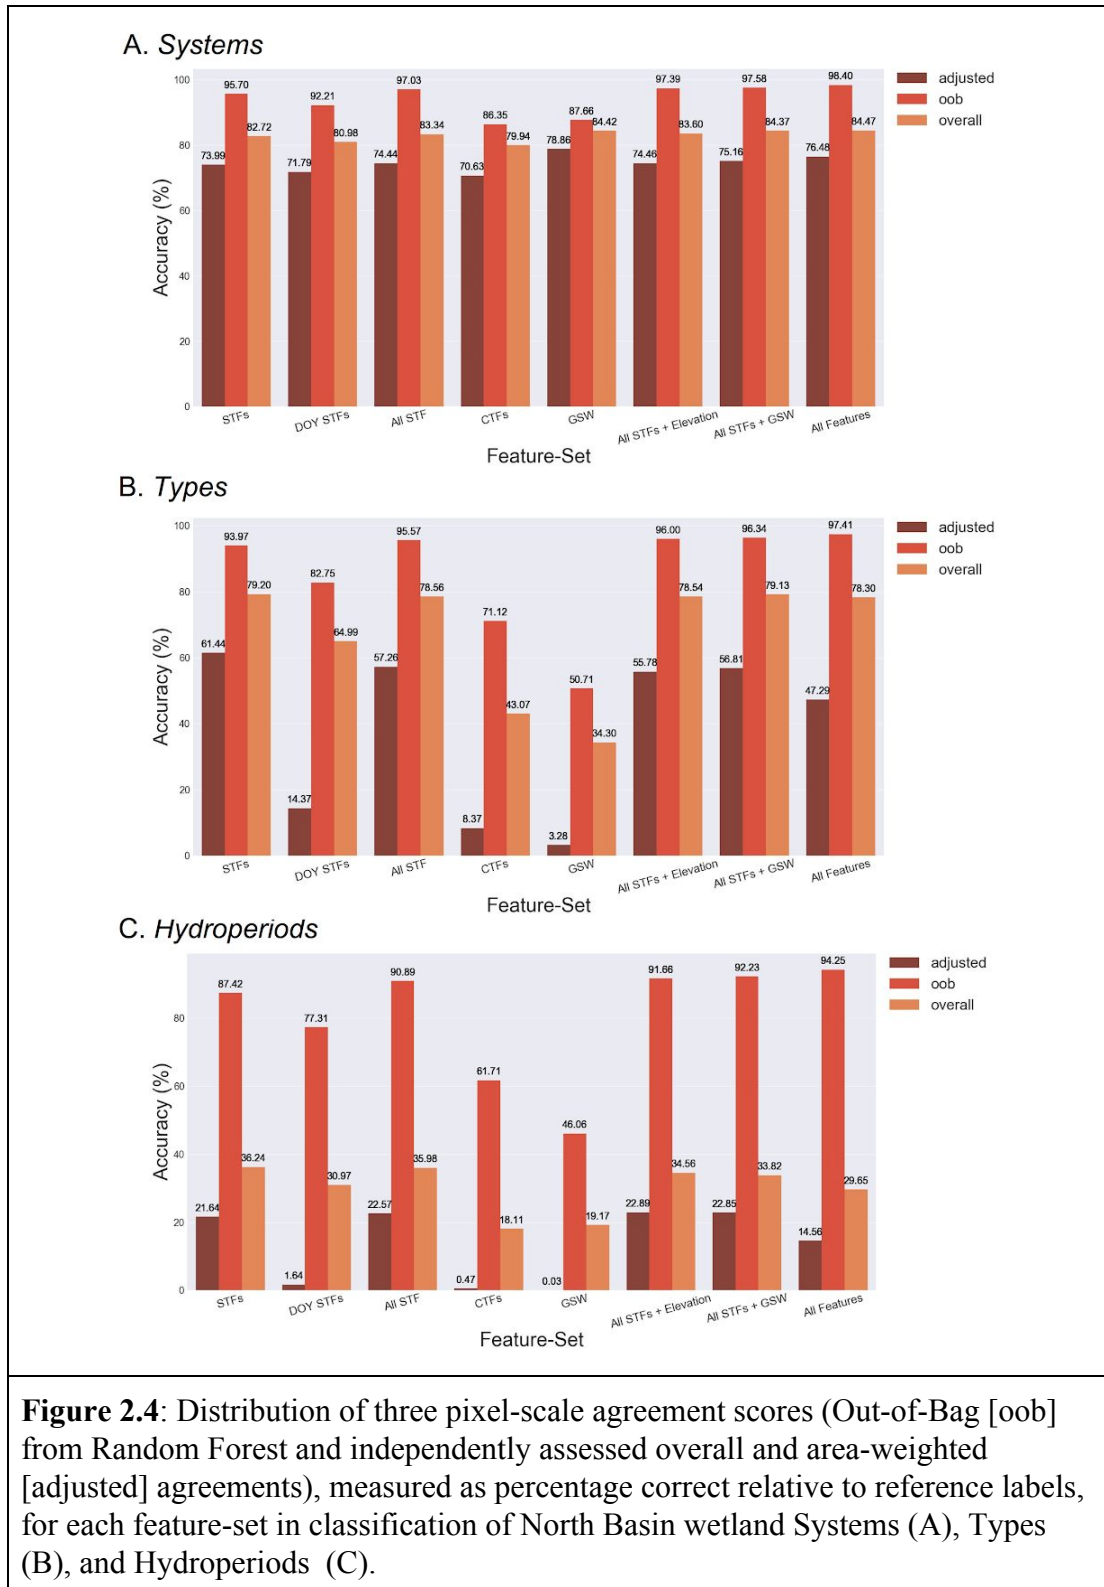 A. Systems
100
80
60
40
20
0
Accuracy (%)
73.99
95.70
82.72
71.79
92.21
80.98
74.44
97.03
83.34
70.63
86.35
79.94
78.86
87.66
84.42
74.46
97.39
83.60
75.16
97.58
84.37
76.48
98.40
84.47
adjusted
oob
overall
STFs
DOY STFs
All STF
CTFs
GSW
All STFs + Elevation
All STFs + GSW
All Features
Feature-Set
B. Types
100
80
60
40
20
0
Accuracy (%)
61.44
93.97
79.20
14.37
82.75
64.99
57.26
95.57
78.56
8.37
71.12
43.07
3.28
50.71
34.30
55.78
96.00
78.54
56.81
96.34
79.13
47.29
97.41
78.30
adjusted
oob
overall
STFs
DOY STFs
All STF
CTFs
GSW
All STFs + Elevation
All STFs + GSW
All Features
Feature-Set
C. Hydroperiods
80
60
40
20
0
Accuracy (%)
21.64
87.42
36.24
1.64
77.31
30.97
22.57
90.89
35.98
0.47
61.71
18.11
0.03
46.06
19.17
22.89
91.66
34.56
22.85
92.23
33.82
14.56
94.25
29.65
adjusted
oob
overall
STFs
DOY STFs
All STF
CTFs
GSW
All STFs + Elevation
All STFs + GSW
All Features
Feature-Set
Figure 2.4: Distribution of three pixel-scale agreement scores (Out-of-Bag [oob]
from Random Forest and independently assessed overall and area-weighted
[adjusted] agreements), measured as percentage correct relative to reference labels,
for each feature-set in classification of North Basin wetland Systems (A), Types
(B), and Hydroperiods (C).